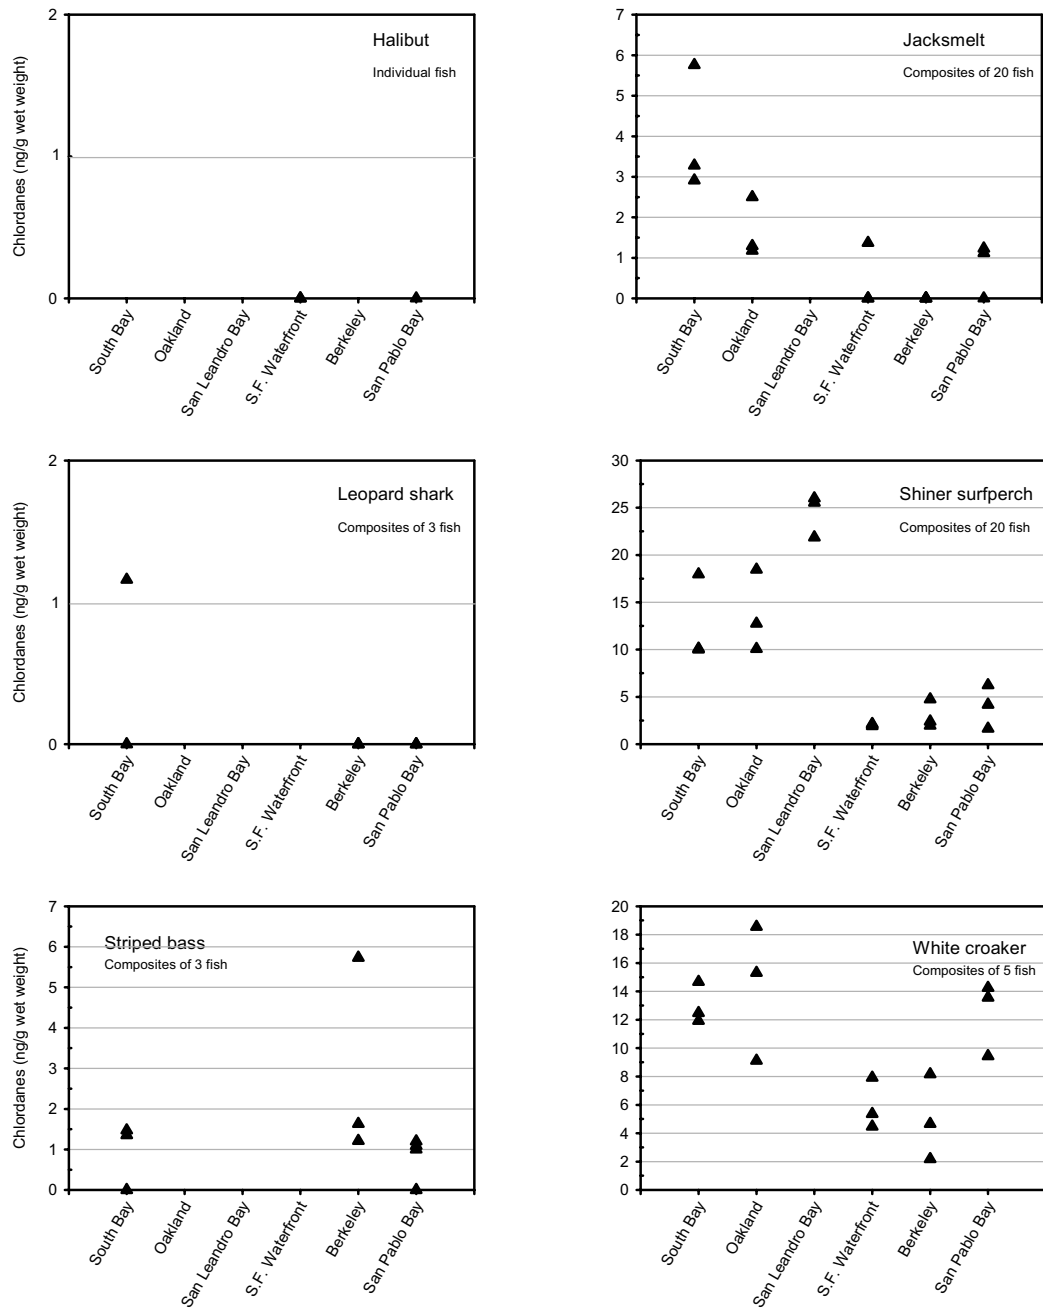 Chlordanes (ng/g wet weight)
2
1
0
Halibut
Individual fish
South Bay
Oakland
San Leandro Bay
S.F. Waterfront
Berkeley
San Pablo Bay
7
6
5
4
3
2
1
0
Jacksmelt
Composites of 20 fish
South Bay
Oakland
San Leandro Bay
S.F. Waterfront
Berkeley
San Pablo Bay
Chlordanes (ng/g wet weight)
2
1
0
Leopard shark
Composites of 3 fish
South Bay
Oakland
San Leandro Bay
S.F. Waterfront
Berkeley
San Pablo Bay
30
25
20
15
10
5
0
Shiner surfperch
Composites of 20 fish
South Bay
Oakland
San Leandro Bay
S.F. Waterfront
Berkeley
San Pablo Bay
Chlordanes (ng/g wet weight)
7
6
5
4
3
2
1
0
Striped bass
Composites of 3 fish
South Bay
Oakland
San Leandro Bay
S.F. Waterfront
Berkeley
San Pablo Bay
20
18
16
14
12
10
8
6
4
2
0
White croaker
Composites of 5 fish
South Bay
Oakland
San Leandro Bay
S.F. Waterfront
Berkeley
San Pablo Bay